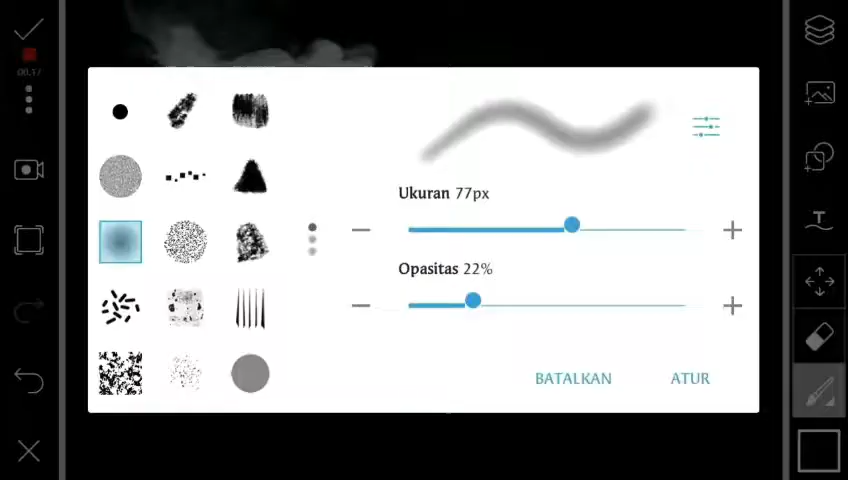 00.17
Ukuran 77px
Opasitas 22%
BATALKAN
ATUR
T